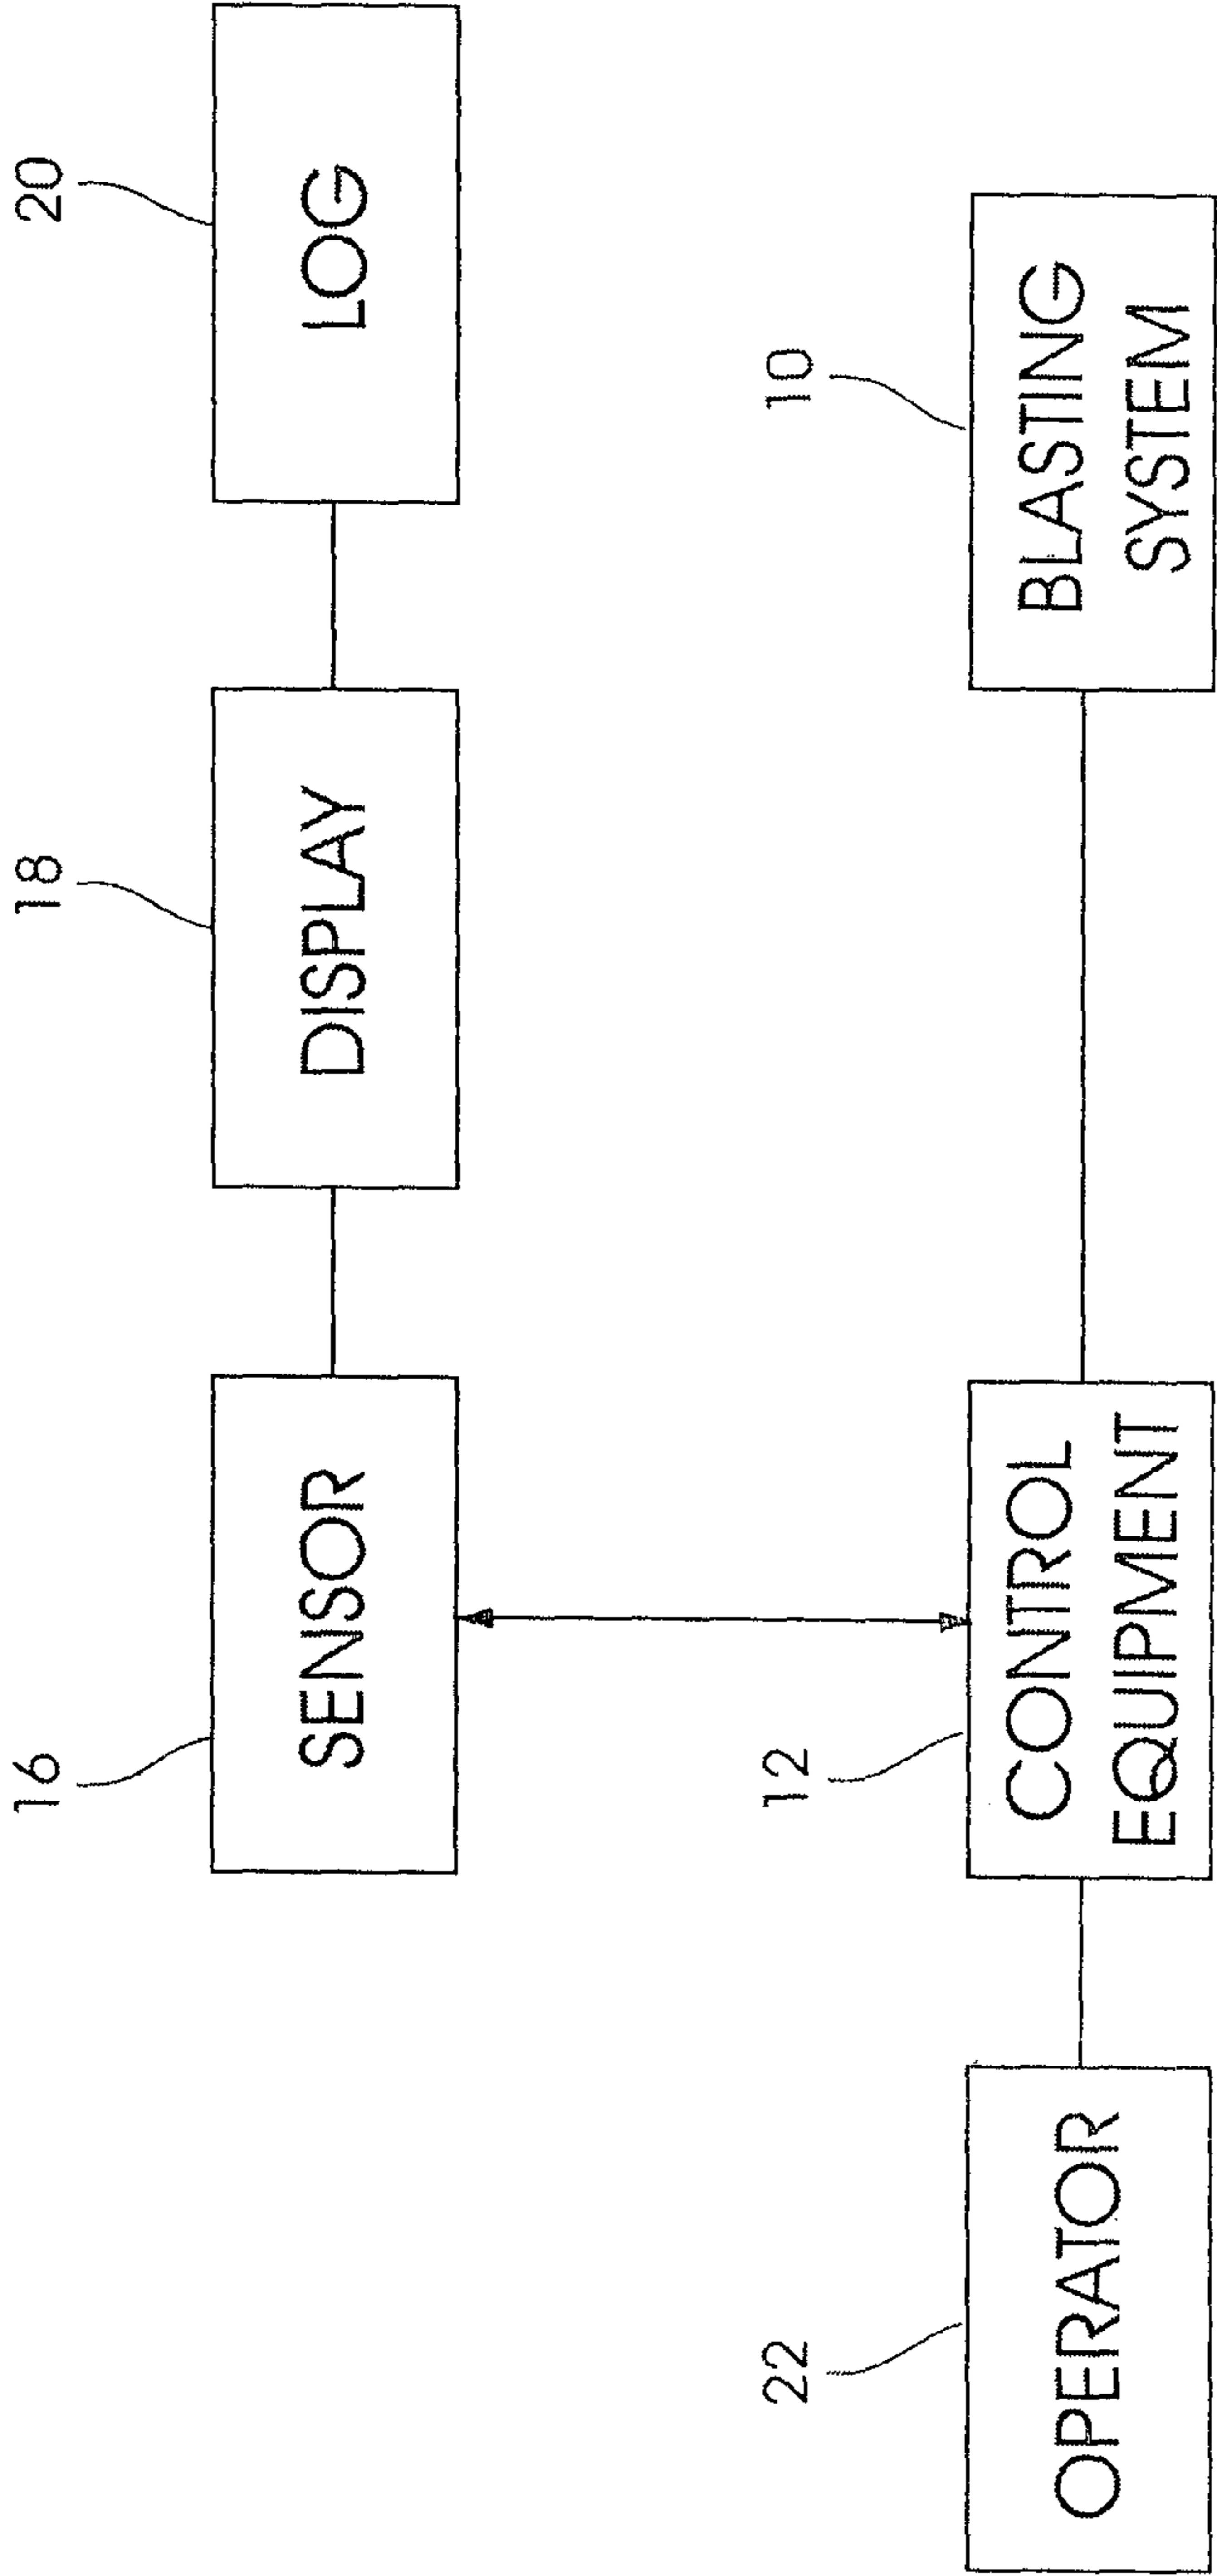 16
18
20
SENSOR
DISPLAY
LOG
22
12
10
OPERATOR
CONTROL
EQUIPMENT
BLASTING
SYSTEM